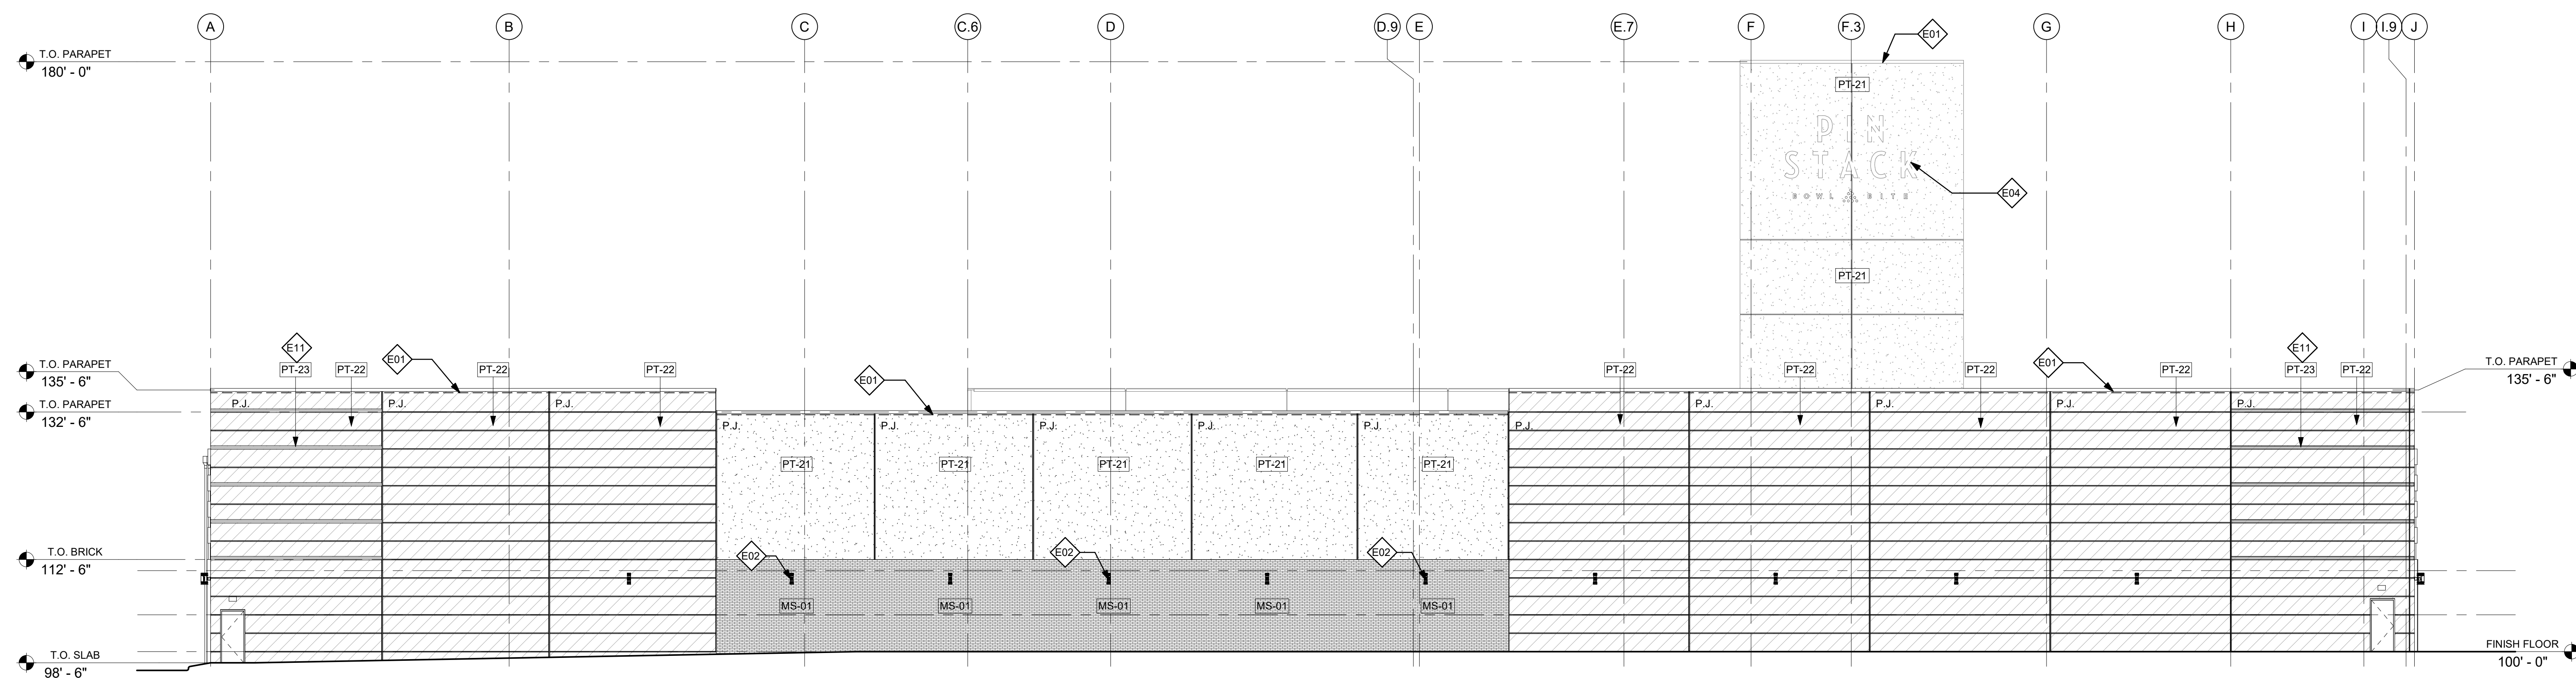 A B C C.6 D D.9 E E.7 F F.3 G H I I.9 J
E01
T.O. PARAPET
180' - 0"
PT-21
PIN
STACK
BOWL BITE
E04
PT-21
E11 E01 E01 E01 E11
T.O. PARAPET
135' - 6"
PT-23 PT-22 PT-22 PT-22 PT-22 PT-22 PT-22 PT-22 PT-23 PT-22
T.O. PARAPET
135' - 6"
T.O. PARAPET
132' - 6"
P.J. P.J. P.J. P.J. P.J. P.J. P.J. P.J. P.J. P.J. P.J. P.J. P.J.
PT-21 PT-21 PT-21 PT-21 PT-21
T.O. BRICK
112' - 6"
E02 E02 E02
MS-01 MS-01 MS-01 MS-01 MS-01
T.O. SLAB
98' - 6"
FINISH FLOOR
100' - 0"